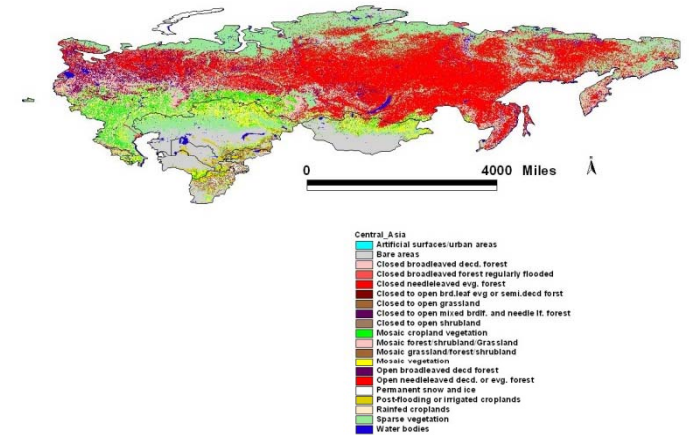 0 4000 Miles
Central_Asia
Artificial surfaces/urban areas
Bare areas
Closed broadleaved decd. forest
Closed broadleaved forest regularly flooded
Closed needleleaved evg. forest
Closed to open brd.leaf evg or semi.decd forst
Closed to open grassland
Closed to open mixed brdlf. and needle lf. forest
Closed to open shrubland
Mosaic cropland vegetation
Mosaic forest/shrubland/Grassland
Mosaic grassland/forest/shrubland
Mosaic vegetation
Open broadleaved decd forest
Open needleleaved decd. or evg. forest
Permanent snow and ice
Post-flooding or irrigated croplands
Rainfed croplands
Sparse vegetation
Water bodies